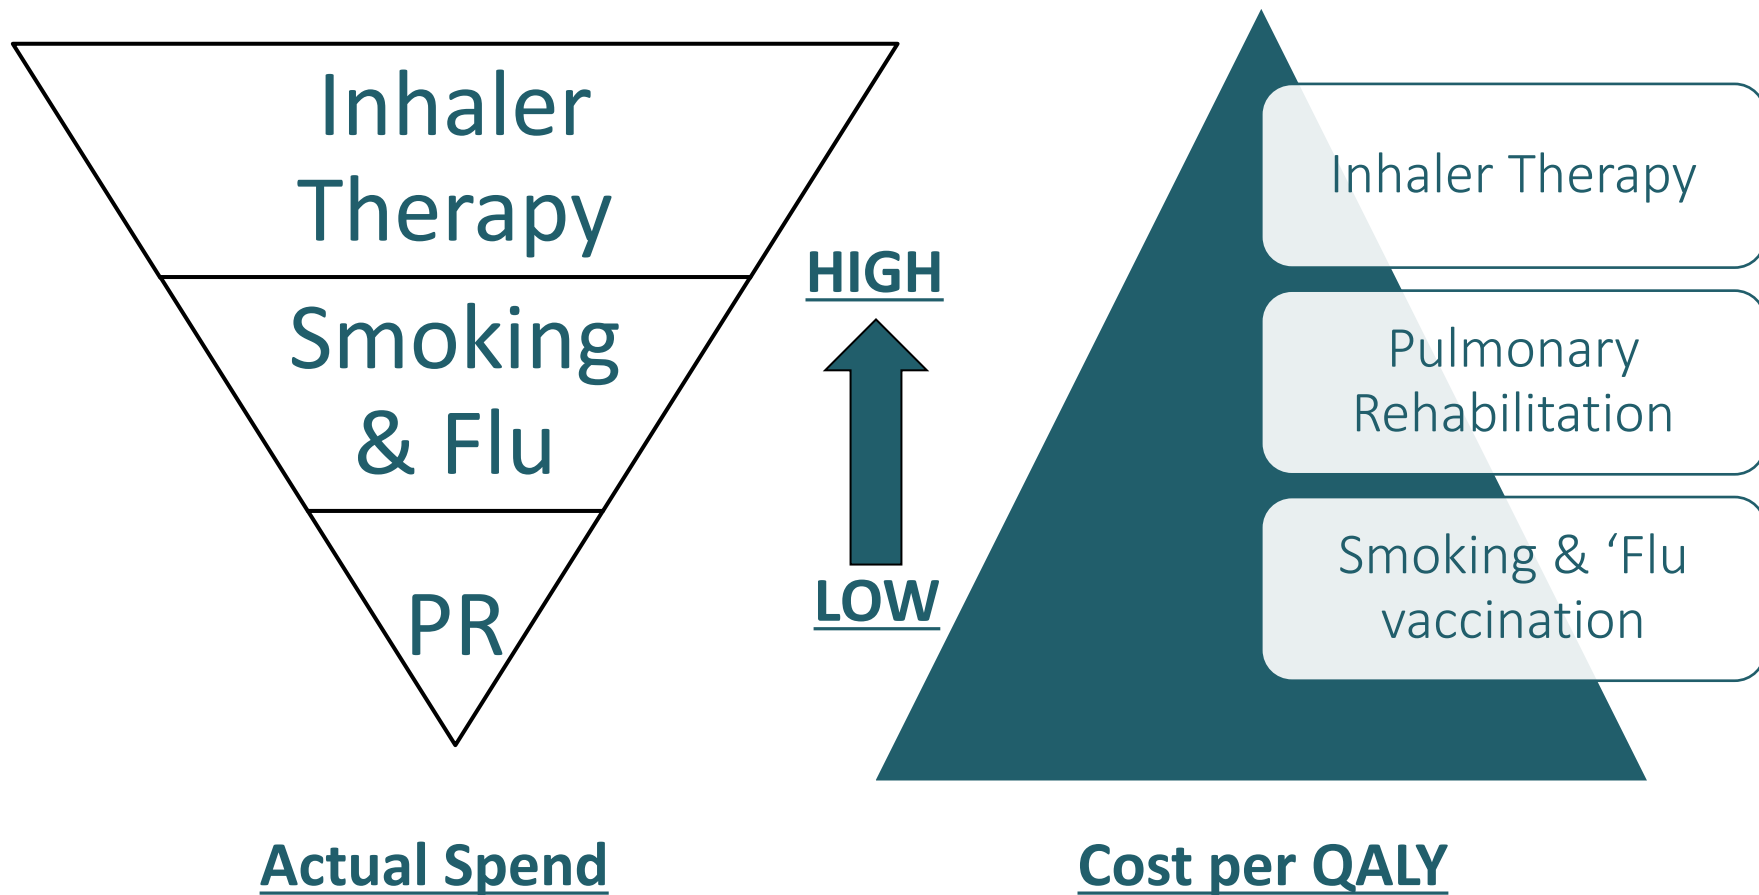 Inhaler
Therapy
Smoking
& Flu
PR
Actual Spend
HIGH
LOW
Inhaler Therapy
Pulmonary
Rehabilitation
Smoking & ‘Flu
vaccination
Cost per QALY